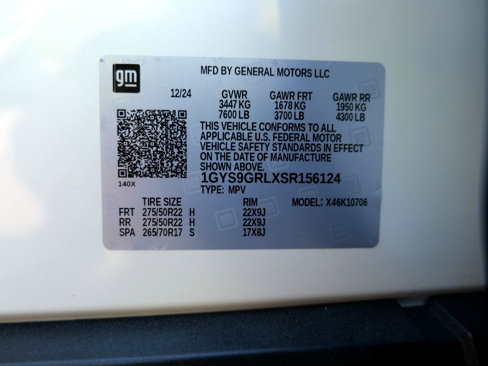 gm
MFD BY GENERAL MOTORS LLC
12/24 GVWR GAWR FRT GAWR RR
3447 KG 1678 KG 1950 KG
7600 LB 3700 LB 4300 LB
THIS VEHICLE CONFORMS TO ALL
APPLICABLE U.S. FEDERAL MOTOR
VEHICLE SAFETY STANDARDS IN EFFECT
ON THE DATE OF MANUFACTURE
SHOWN ABOVE.
1GYS9GRLXSR156124
140X TYPE: MPV
TIRE SIZE RIM MODEL: X46K10706
FRT 275/50R22 H 22X9J
RR 275/50R22 H 22X9J
SPA 265/70R17 S 17X8J